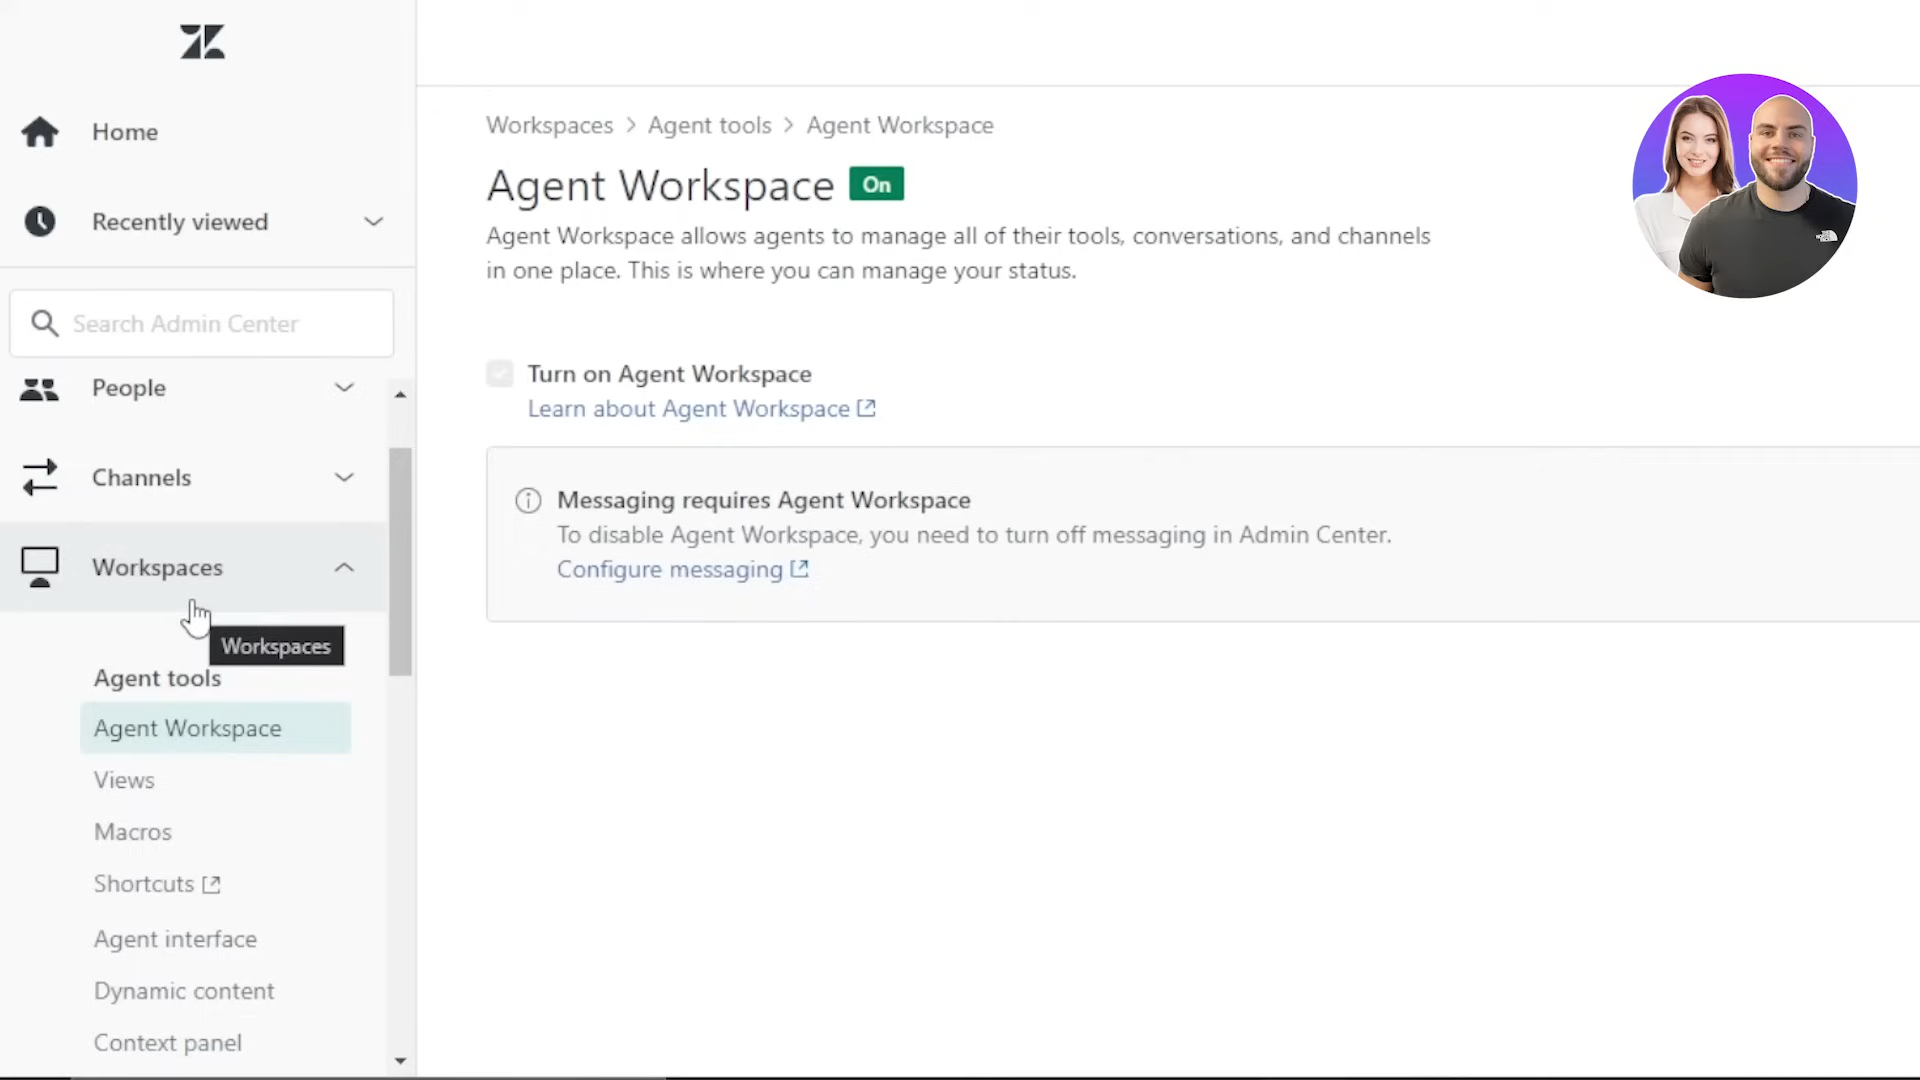 Home
Recently viewed
Search Admin Center
People
Channels
Workspaces
Workspaces
Agent tools
Agent Workspace
Views
Macros
Shortcuts
Agent interface
Dynamic content
Context panel
Workspaces > Agent tools > Agent Workspace
Agent Workspace On
Agent Workspace allows agents to manage all of their tools, conversations, and channels
in one place. This is where you can manage your status.
Turn on Agent Workspace
Learn about Agent Workspace
Messaging requires Agent Workspace
To disable Agent Workspace, you need to turn off messaging in Admin Center.
Configure messaging